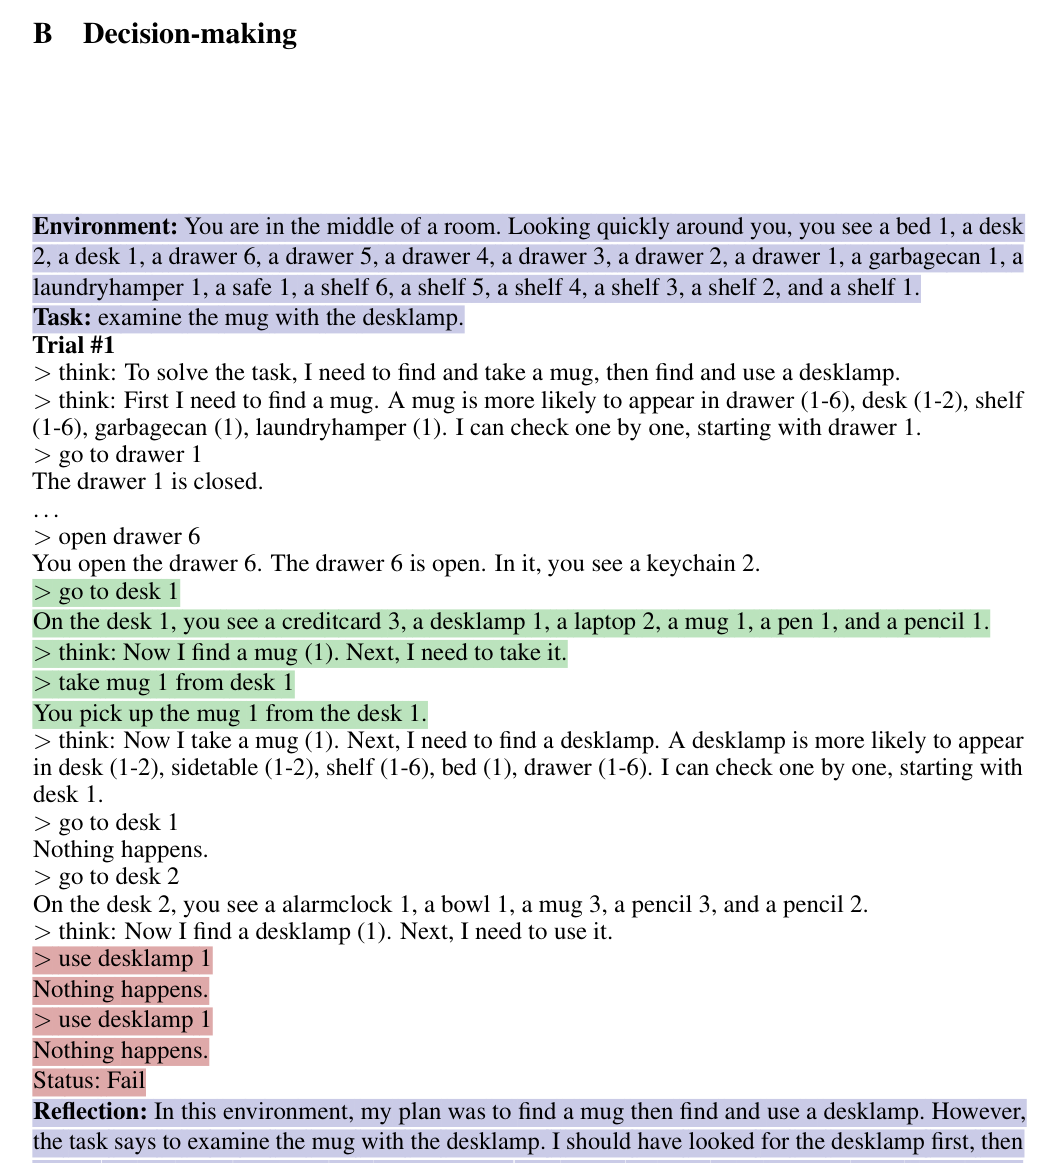 B Decision-making
Environment: You are in the middle of a room. Looking quickly around you, you see a bed 1, a desk
2, a desk 1, a drawer 6, a drawer 5, a drawer 4, a drawer 3, a drawer 2, a drawer 1, a garbagecan 1, a
laundryhamper 1, a safe 1, a shelf 6, a shelf 5, a shelf 4, a shelf 3, a shelf 2, and a shelf 1.
Task: examine the mug with the desklamp.
Trial #1
> think: To solve the task, I need to find and take a mug, then find and use a desklamp.
> think: First I need to find a mug. A mug is more likely to appear in drawer (1-6), desk (1-2), shelf
(1-6), garbagecan (1), laundryhamper (1). I can check one by one, starting with drawer 1.
> go to drawer 1
The drawer 1 is closed.
...
> open drawer 6
You open the drawer 6. The drawer 6 is open. In it, you see a keychain 2.
> go to desk 1
On the desk 1, you see a creditcard 3, a desklamp 1, a laptop 2, a mug 1, a pen 1, and a pencil 1.
> think: Now I find a mug (1). Next, I need to take it.
> take mug 1 from desk 1
You pick up the mug 1 from the desk 1.
> think: Now I take a mug (1). Next, I need to find a desklamp. A desklamp is more likely to appear
in desk (1-2), sidetable (1-2), shelf (1-6), bed (1), drawer (1-6). I can check one by one, starting with
desk 1.
> go to desk 1
Nothing happens.
> go to desk 2
On the desk 2, you see a alarmclock 1, a bowl 1, a mug 3, a pencil 3, and a pencil 2.
> think: Now I find a desklamp (1). Next, I need to use it.
> use desklamp 1
Nothing happens.
> use desklamp 1
Nothing happens.
Status: Fail
Reflection: In this environment, my plan was to find a mug then find and use a desklamp. However,
the task says to examine the mug with the desklamp. I should have looked for the desklamp first, then